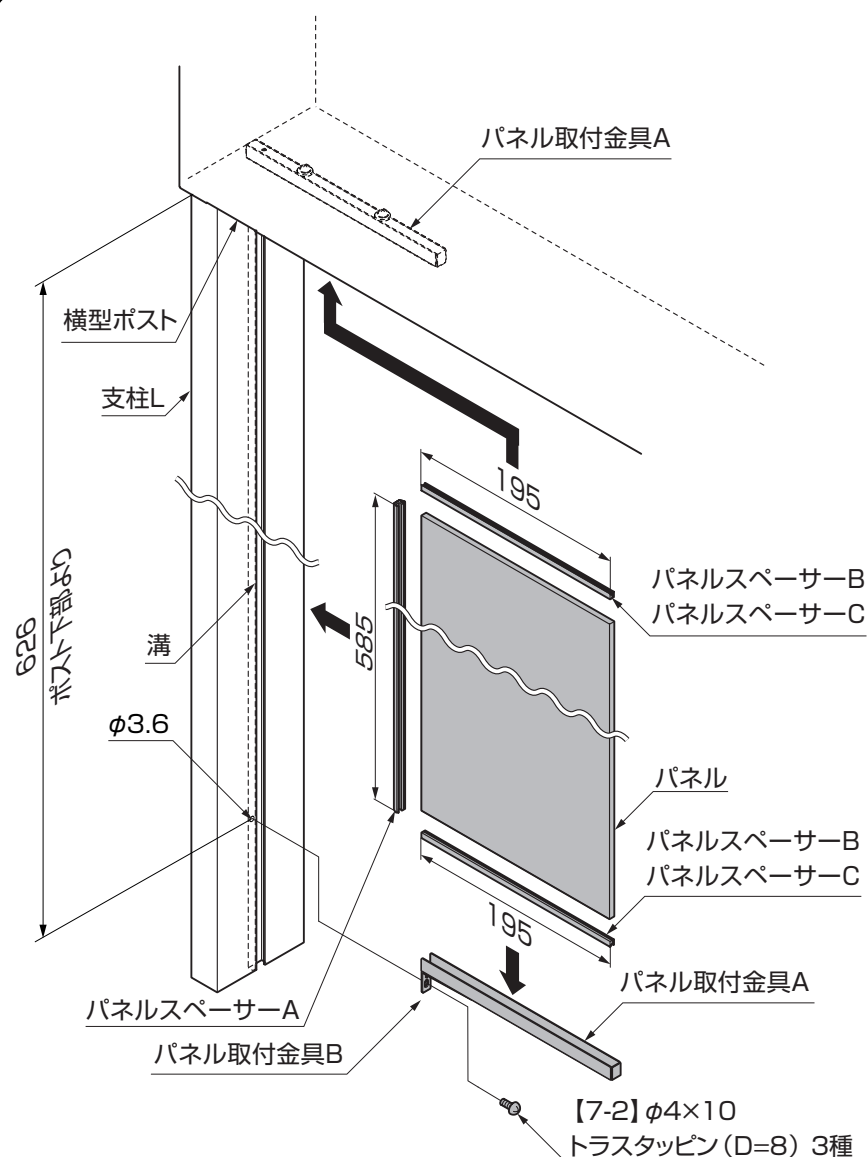 パネル取付金具A
横型ポスト
支柱L
195
パネルスペーサーB
パネルスペーサーC
626
ポスト下部より
585
溝
φ3.6
パネル
パネルスペーサーB
パネルスペーサーC
195
パネル取付金具A
パネルスペーサーA
パネル取付金具B
【7-2】φ4×10
トラスタッピン(D=8) 3種